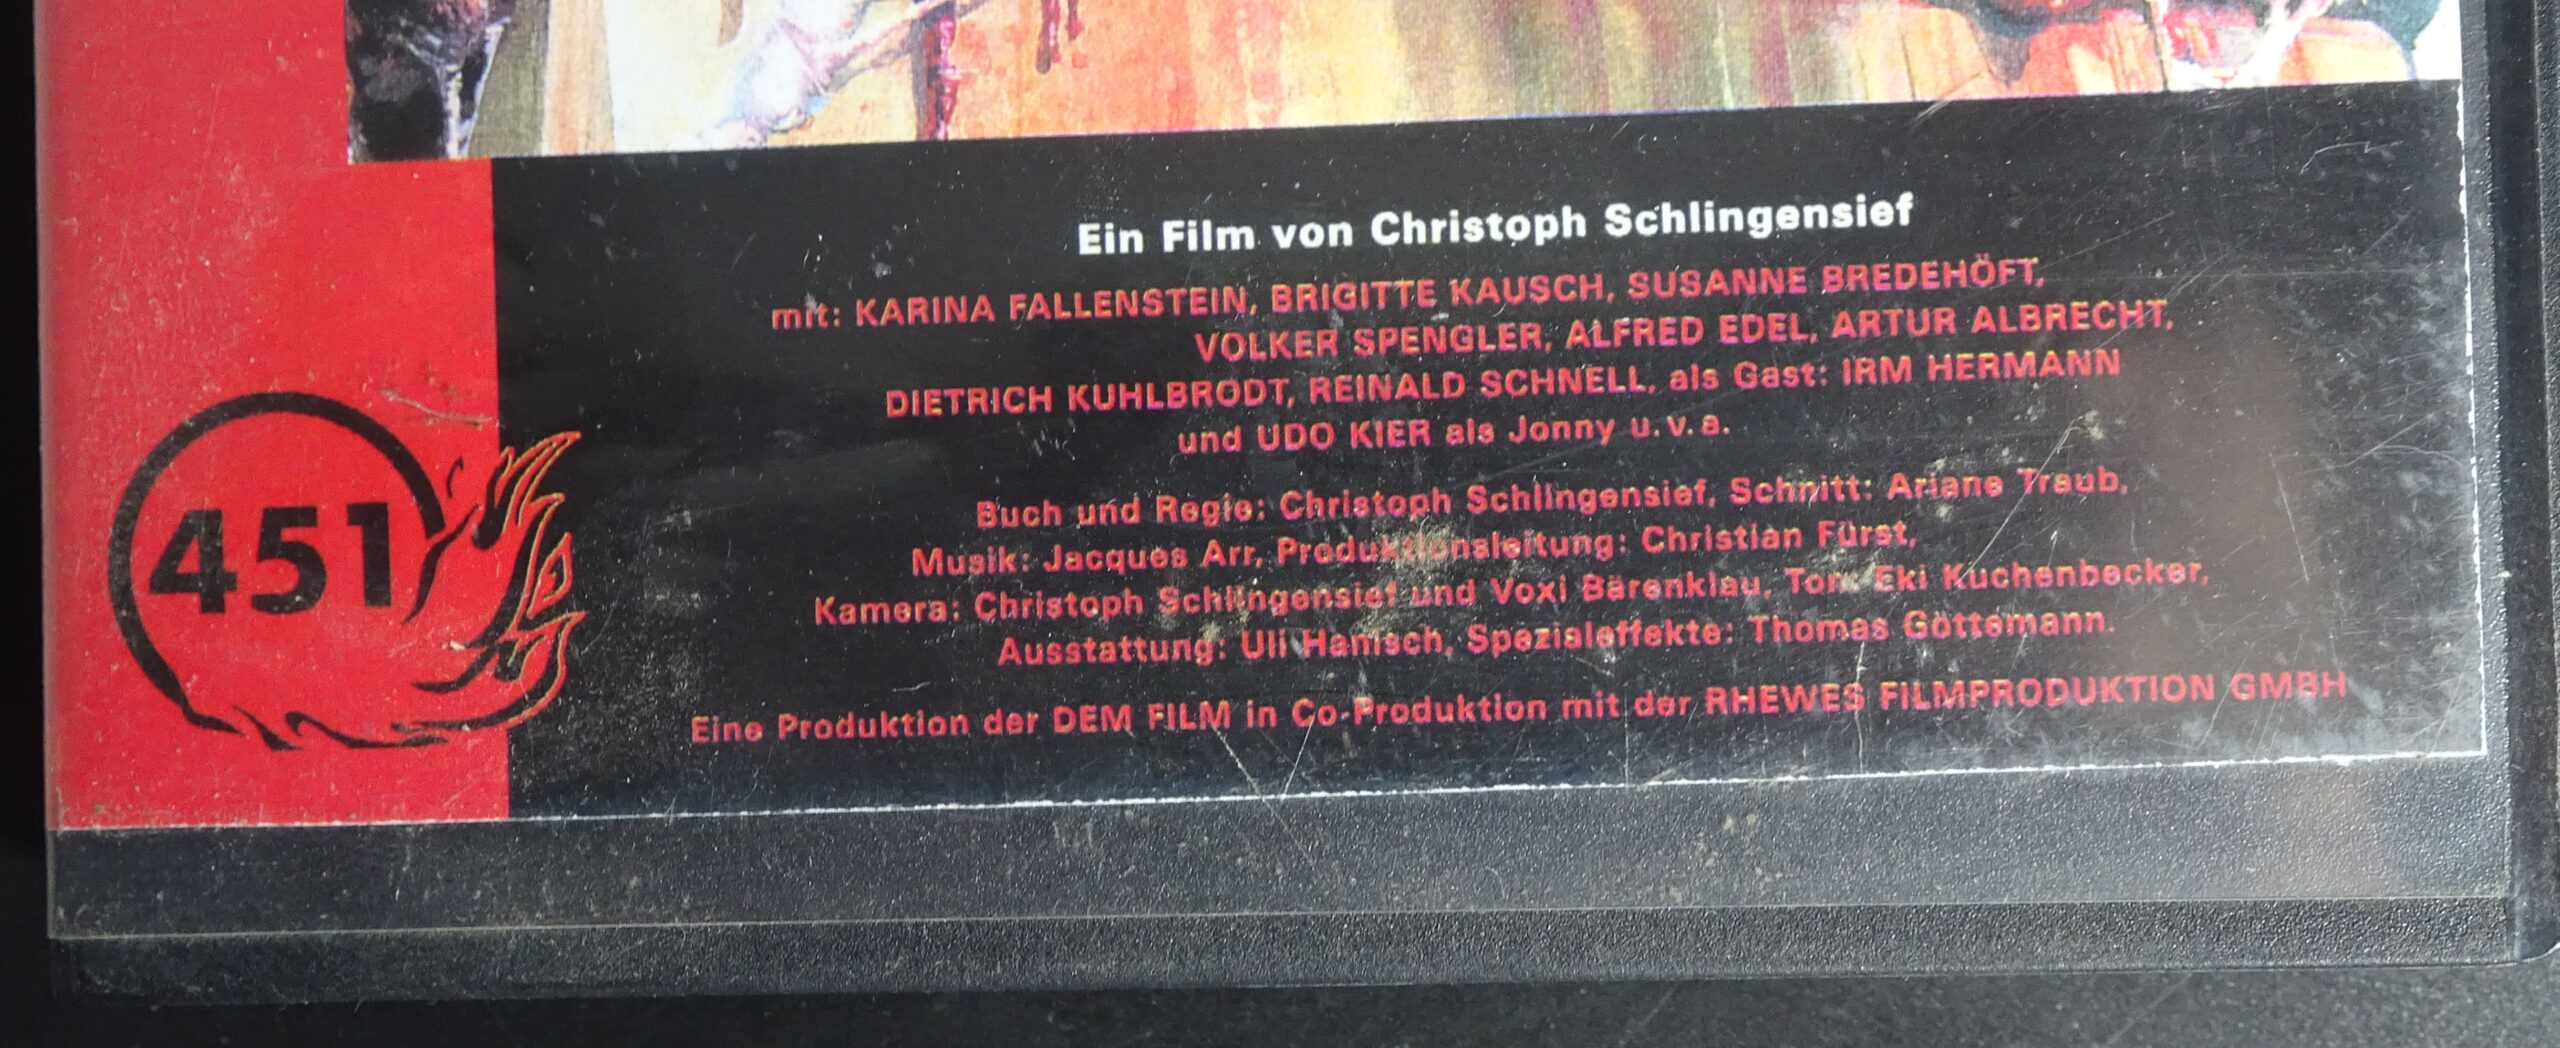 Ein Film von Christoph Schlingensief
mit: KARINA FALLENSTEIN, BRIGITTE KAUSCH, SUSANNE BREDEHÖFT,
VOLKER SPENGLER, ALFRED EDEL, ARTUR ALBRECHT,
DIETRICH KUHLBRODT, REINALD SCHNELL, als Gast: IRM HERMANN
und UDO KIER als Jonny u.v.a.
Buch und Regie: Christoph Schlingensief, Schnitt: Ariane Traub,
Musik: Jacques Arr, Produktionsleitung: Christian Fürst,
Kamera: Christoph Schlingensief und Voxi Bärenklau, Ton: Eki Kuchenbecker,
Ausstattung: Uli Hanisch, Spezialeffekte: Thomas Göttemann.
Eine Produktion der DEM FILM in Co-Produktion mit der RHEWES FILMPRODUKTION GMBH
451